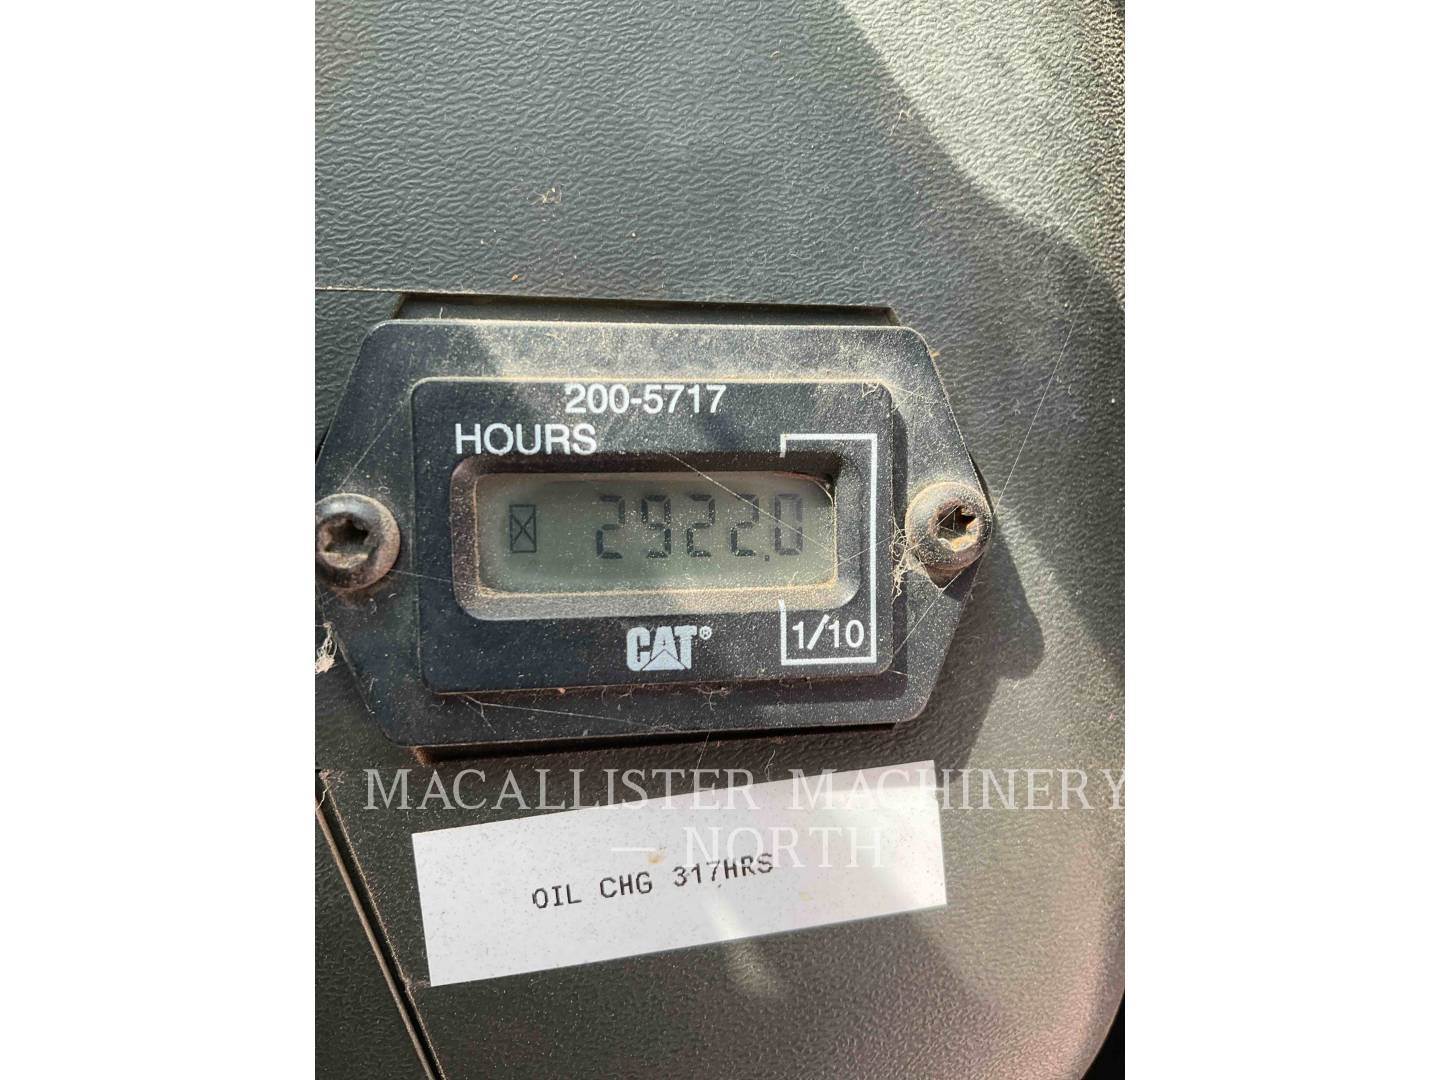 200-5717
HOURS
2922.0
CAT®
1/10
MACALLISTER MACHINERY
— NORTH
OIL CHG 317HRS